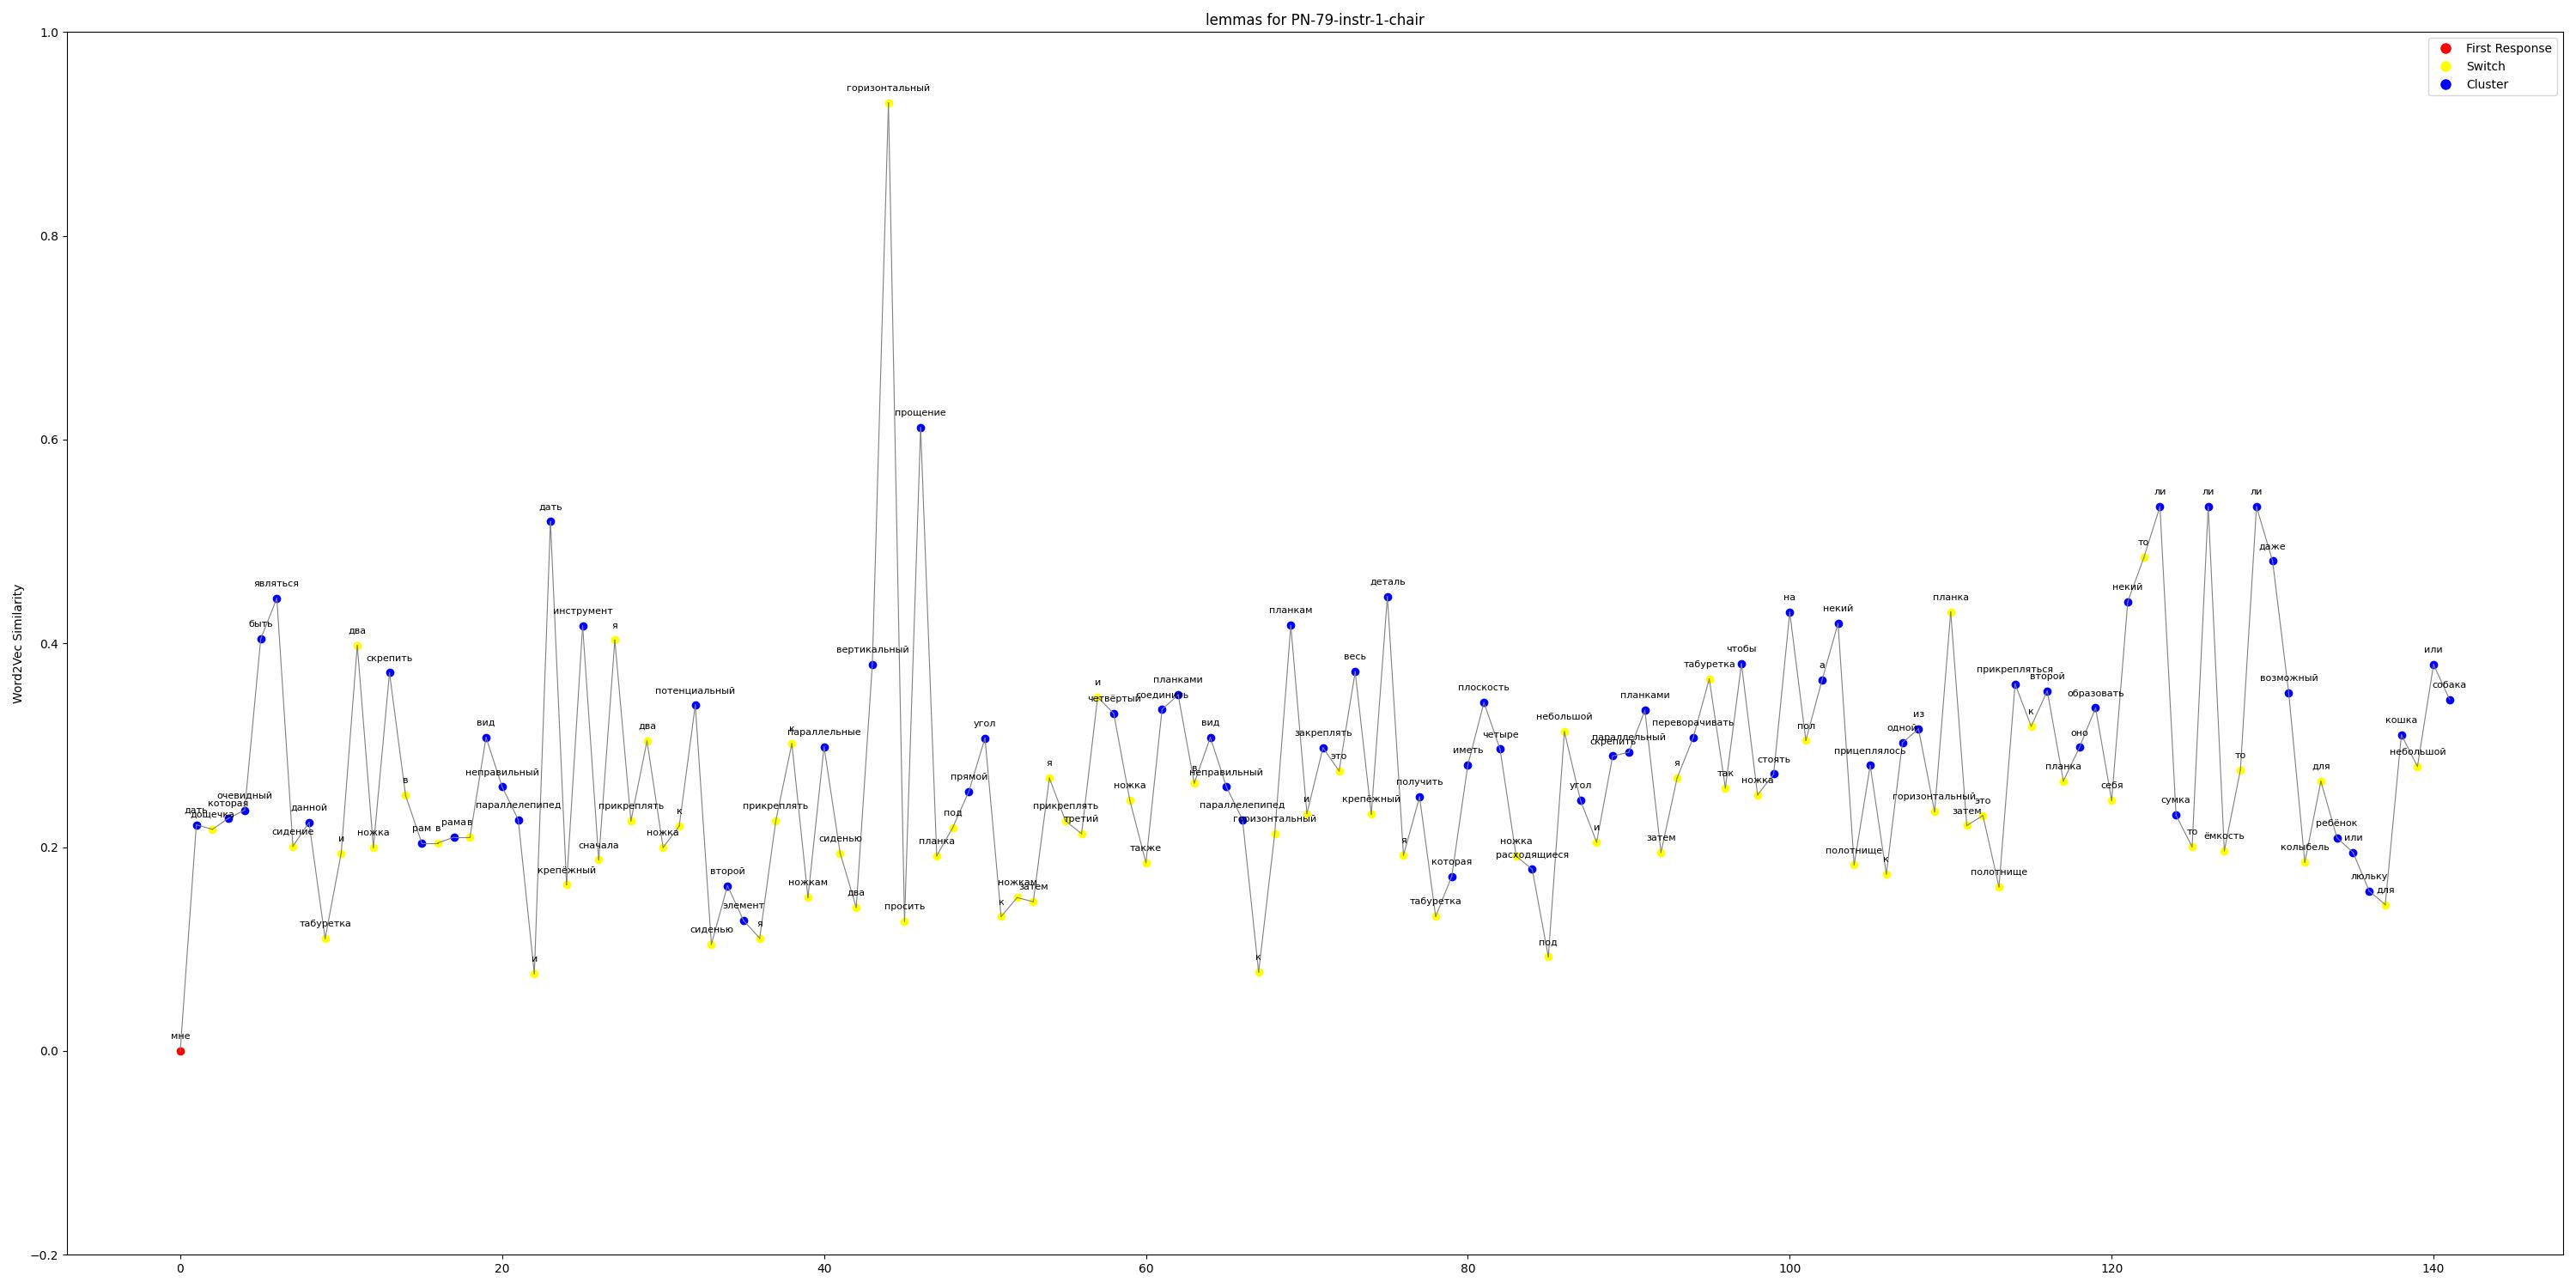 lemmas for PN-79-instr-1-chair
First Response
Switch
Cluster
Word2Vec Similarity
1.0
0.8
0.6
0.4
0.2
0.0
−0.2
0
20
40
60
80
100
120
140
мне
дать
дощечка
которая
очевидный
быть
являться
сидение
данной
табуретка
и
два
ножка
скрепить
в
рам
в
рама
в
вид
неправильный
параллелепипед
и
дать
крепёжный
инструмент
сначала
я
прикреплять
два
ножка
к
потенциальный
сиденью
второй
элемент
я
прикреплять
к
ножкам
параллельные
сиденью
два
вертикальный
горизонтальный
просить
прощение
планка
под
прямой
угол
к
ножкам
затем
я
прикреплять
третий
и
четвёртый
ножка
также
соединить
планками
в
вид
неправильный
параллелепипед
к
горизонтальный
планкам
и
закреплять
это
весь
крепёжный
деталь
я
получить
табуретка
которая
иметь
плоскость
четыре
ножка
расходящиеся
под
небольшой
угол
и
скрепить
параллельный
планками
затем
я
переворачивать
табуретка
так
чтобы
ножка
стоять
на
пол
а
некий
полотнище
прицеплялось
к
одной
из
горизонтальный
планка
затем
это
полотнище
прикрепляться
к
второй
планка
оно
образовать
себя
некий
то
ли
сумка
то
ли
ёмкость
то
ли
даже
возможный
колыбель
для
ребёнок
или
люльку
для
кошка
небольшой
или
собака